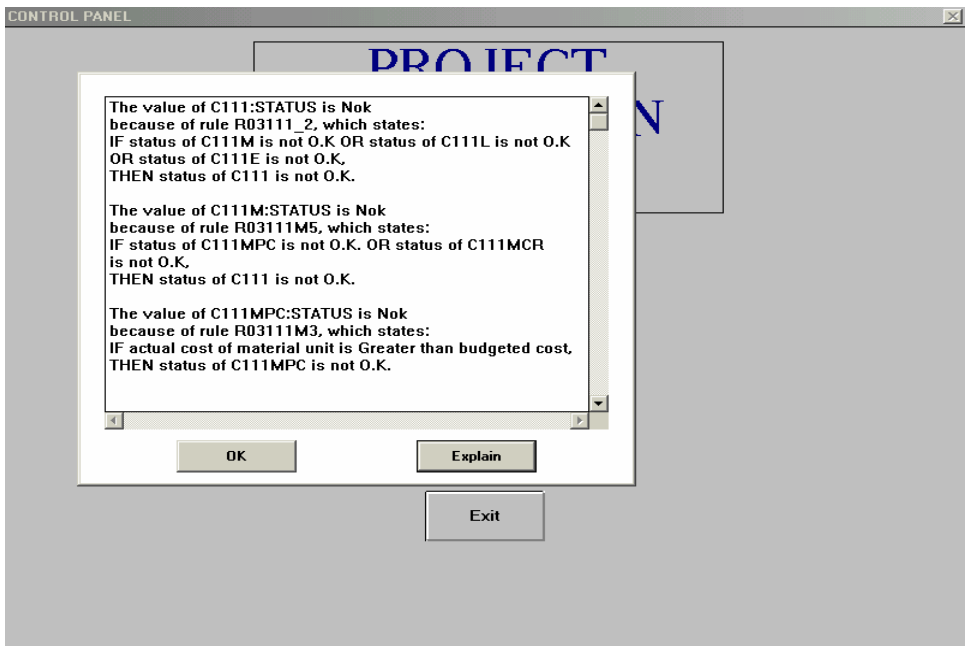 CONTROL PANEL
PROJECT
N
The value of C111:STATUS is Nok
because of rule R03111_2, which states:
IF status of C111M is not O.K OR status of C111L is not O.K
OR status of C111E is not O.K,
THEN status of C111 is not O.K.
The value of C111M:STATUS is Nok
because of rule R03111M5, which states:
IF status of C111MPC is not O.K. OR status of C111MCR
is not O.K,
THEN status of C111 is not O.K.
The value of C111MPC:STATUS is Nok
because of rule R03111M3, which states:
IF actual cost of material unit is Greater than budgeted cost,
THEN status of C111MPC is not O.K.
OK
Explain
Exit